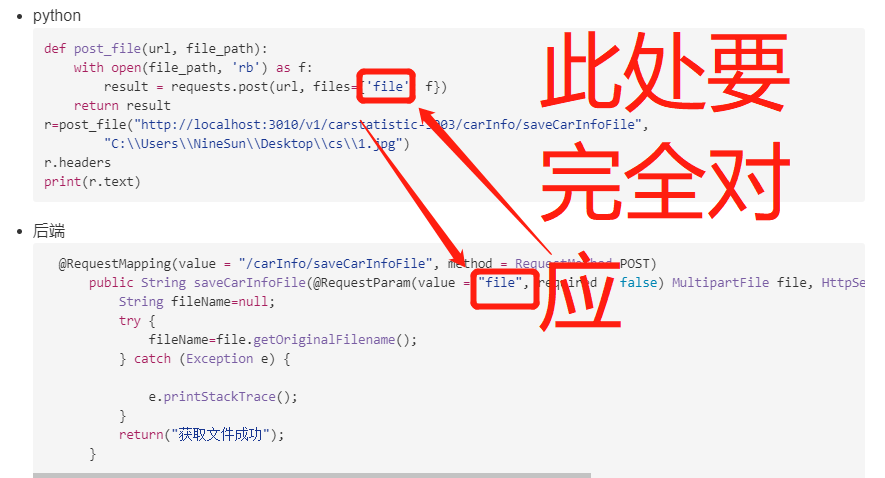 python
def post_file(url, file_path):
with open(file_path, 'rb') as f:
result = requests.post(url, files={'file' f})
return result
r=post_file("http://localhost:3010/v1/carstatistic-3003/carInfo/saveCarInfoFile",
"C:\\Users\\NineSun\\Desktop\\cs\\1.jpg")
r.headers
print(r.text)
此处要
完全对
应
后端
@RequestMapping(value = "/carInfo/saveCarInfoFile", method = RequestMethod POST)
public String saveCarInfoFile(@RequestParam(value = "file", required false) MultipartFile file, HttpSe
String fileName=null;
try {
fileName=file.getOriginalFilename();
} catch (Exception e) {
e.printStackTrace();
}
return("获取文件成功");
}